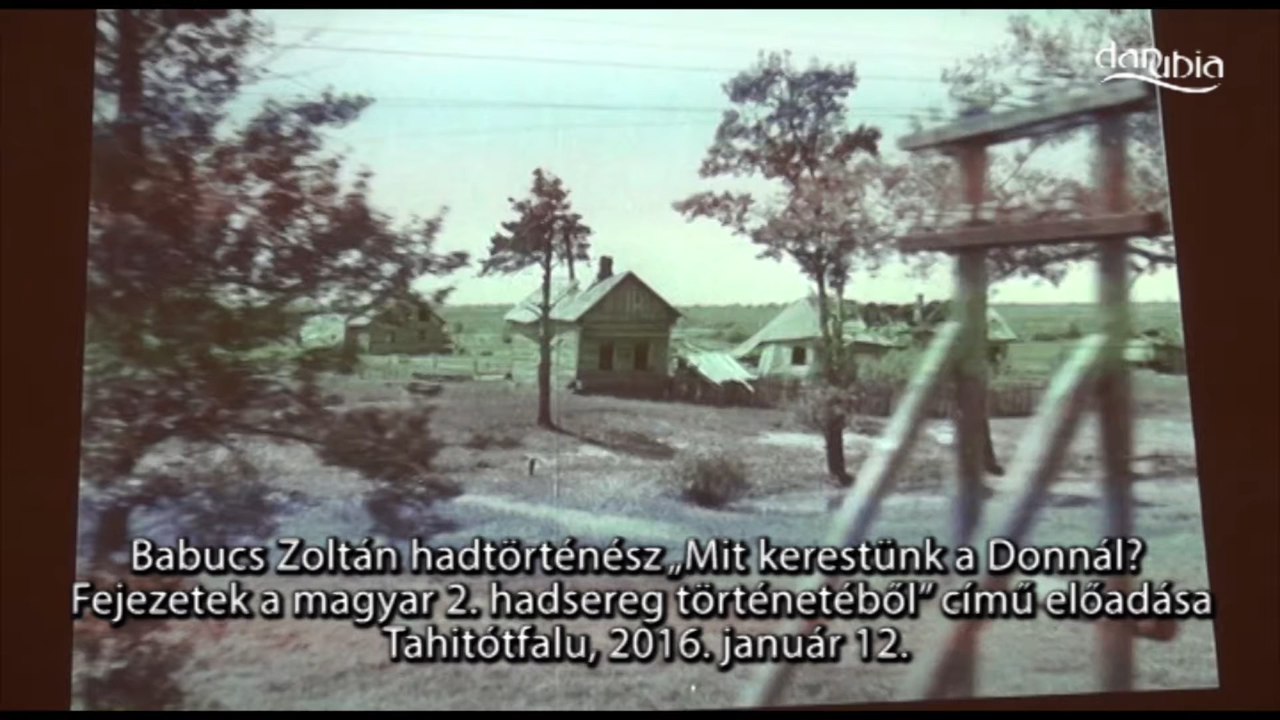 danubia
Babucs Zoltán hadtörténész „Mit kerestünk a Donnál?
Fejezetek a magyar 2. hadsereg történetéből” című előadása
Tahitótfalu, 2016. január 12.